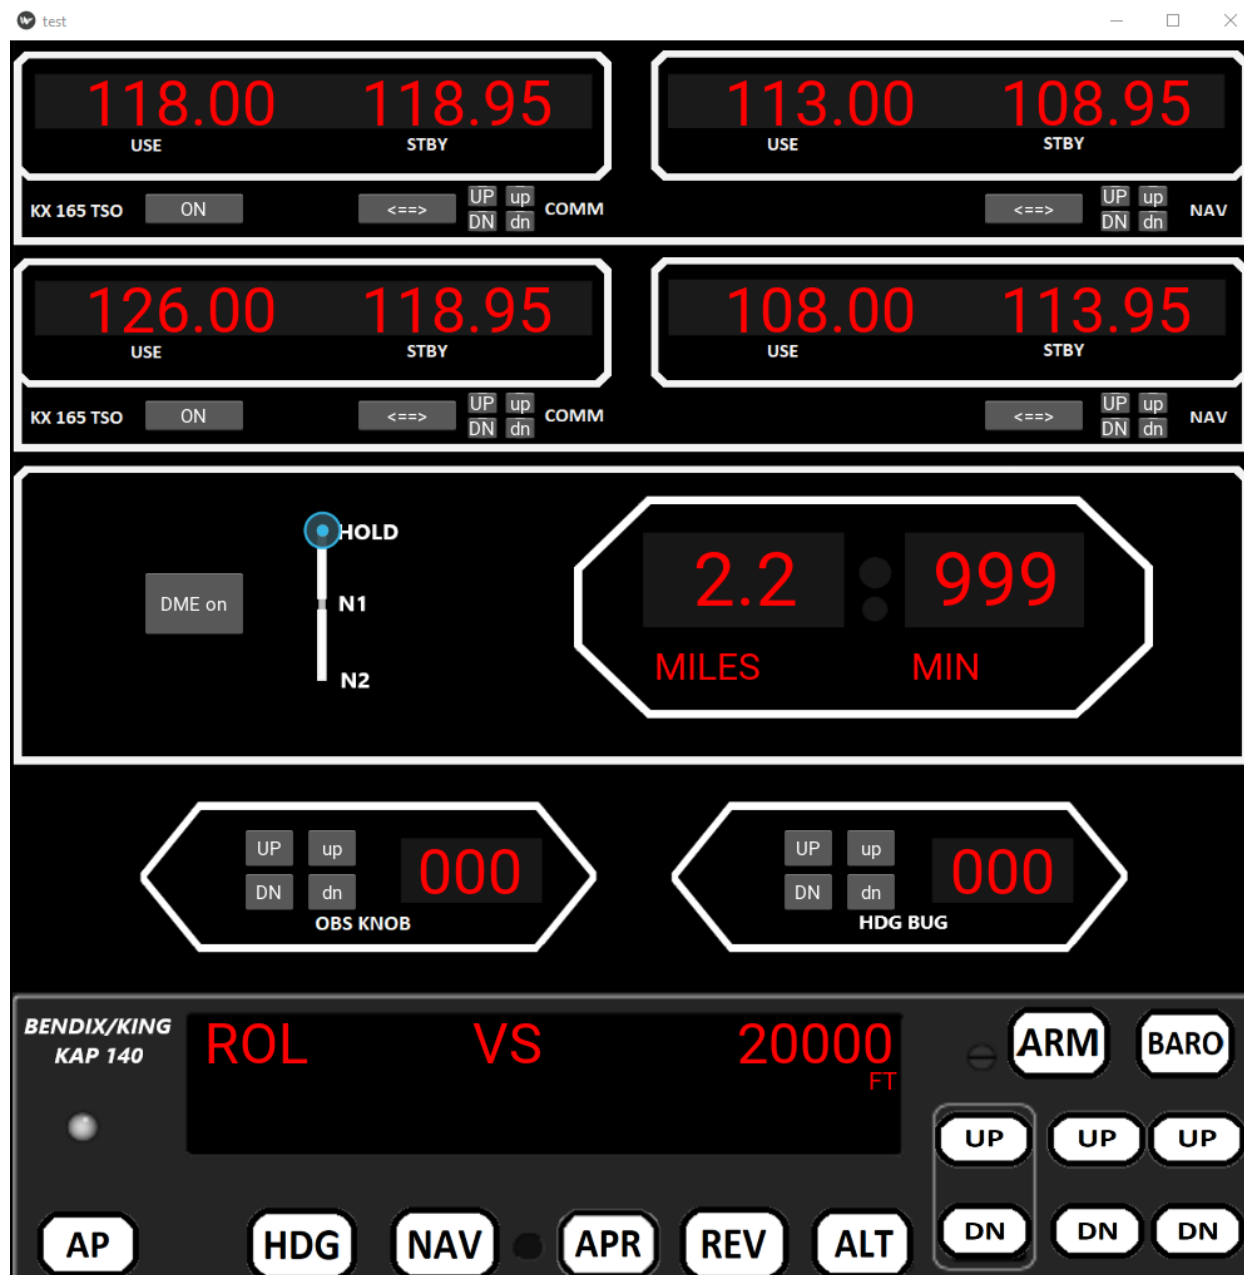 test
118.00 118.95 113.00 108.95
USE STBY USE STBY
KX 165 TSO ON <==> UP up COMM <==> UP up NAV
DN dn DN dn
126.00 118.95 108.00 113.95
USE STBY USE STBY
KX 165 TSO ON <==> UP up COMM <==> UP up NAV
DN dn DN dn
HOLD
DME on N1 2.2 999
N2 MILES MIN
UP up 000 UP up 000
DN dn DN dn
OBS KNOB HDG BUG
BENDIX/KING ROL VS 20000 ARM BARO
KAP 140 FT
UP UP UP
AP HDG NAV APR REV ALT DN DN DN